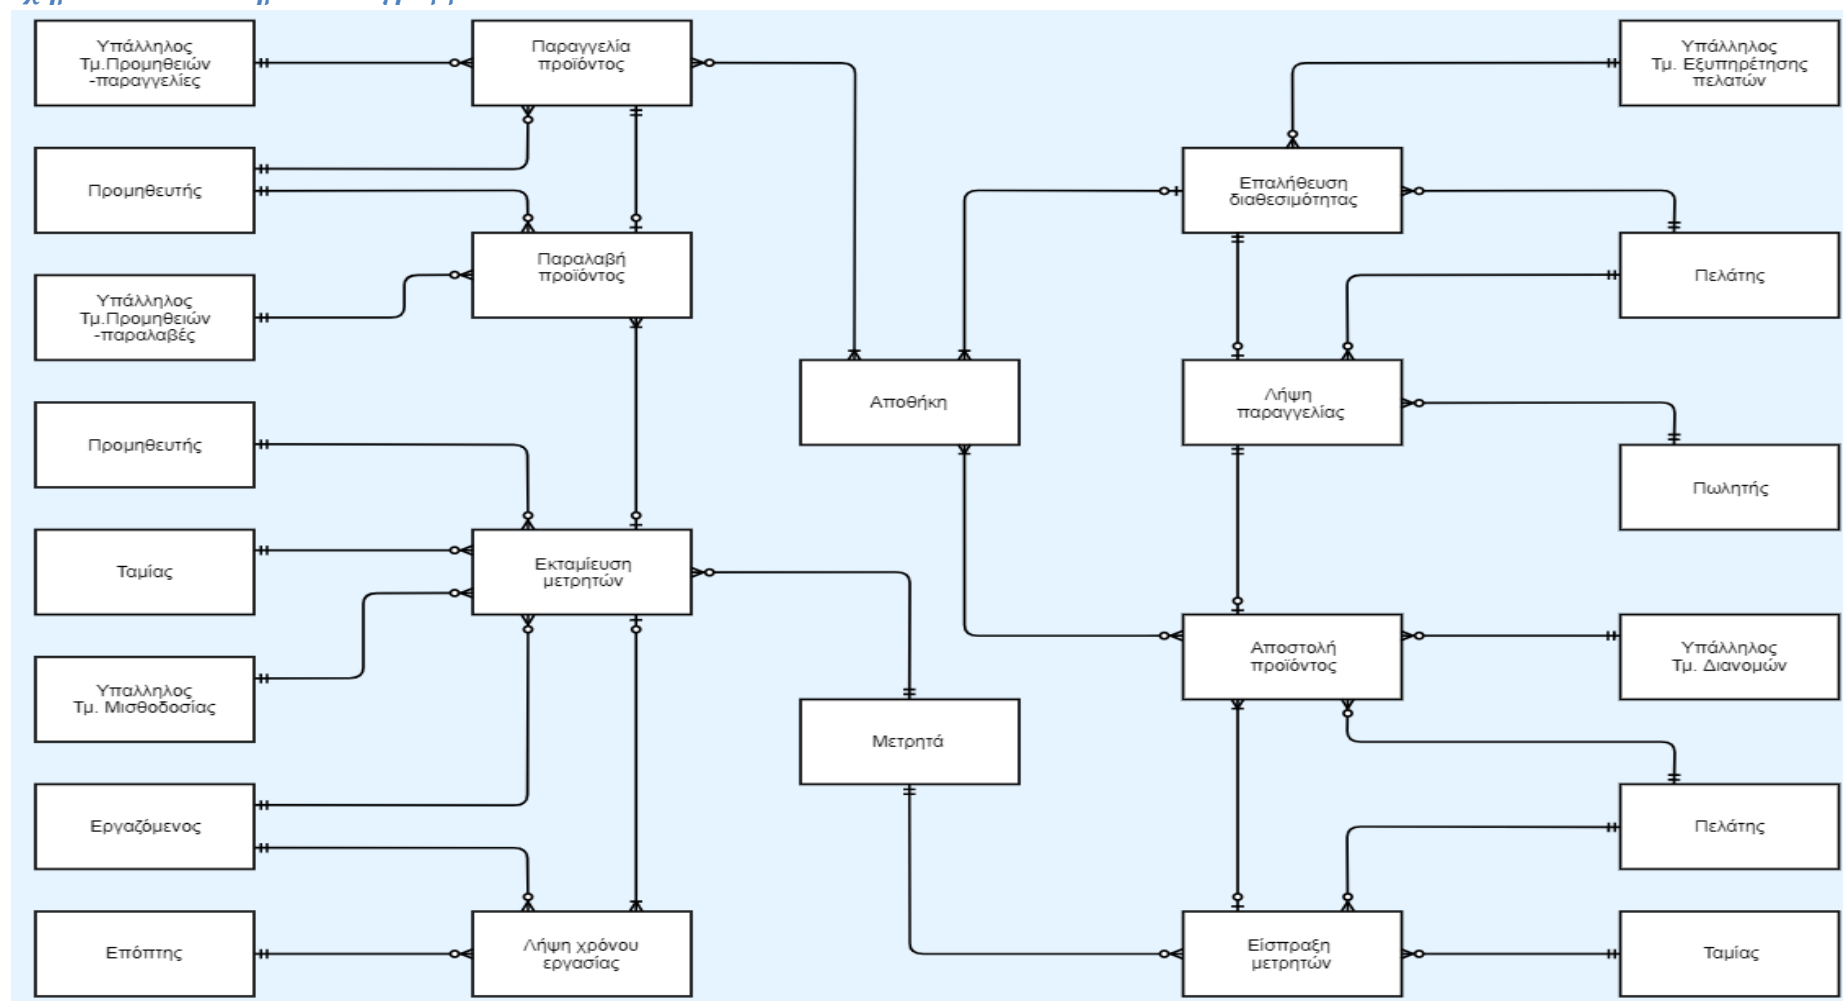 Υπάλληλος
Τμ.Προμηθειών
-παραγγελίες
Παραγγελία
προϊόντος
Υπάλληλος
Τμ. Εξυπηρέτησης
πελατών
Προμηθευτής
Επαλήθευση
διαθεσιμότητας
Παραλαβή
προϊόντος
Πελάτης
Υπάλληλος
Τμ.Προμηθειών
-παραλαβές
Αποθήκη
Λήψη
παραγγελίας
Προμηθευτής
Πωλητής
Ταμίας
Εκταμίευση
μετρητών
Αποστολή
προϊόντος
Υπάλληλος
Τμ. Διανομών
Υπαλληλος
Τμ. Μισθοδοσίας
Μετρητά
Εργαζόμενος
Πελάτης
Επόπτης
Λήψη χρόνου
εργασίας
Είσπραξη
μετρητών
Ταμίας